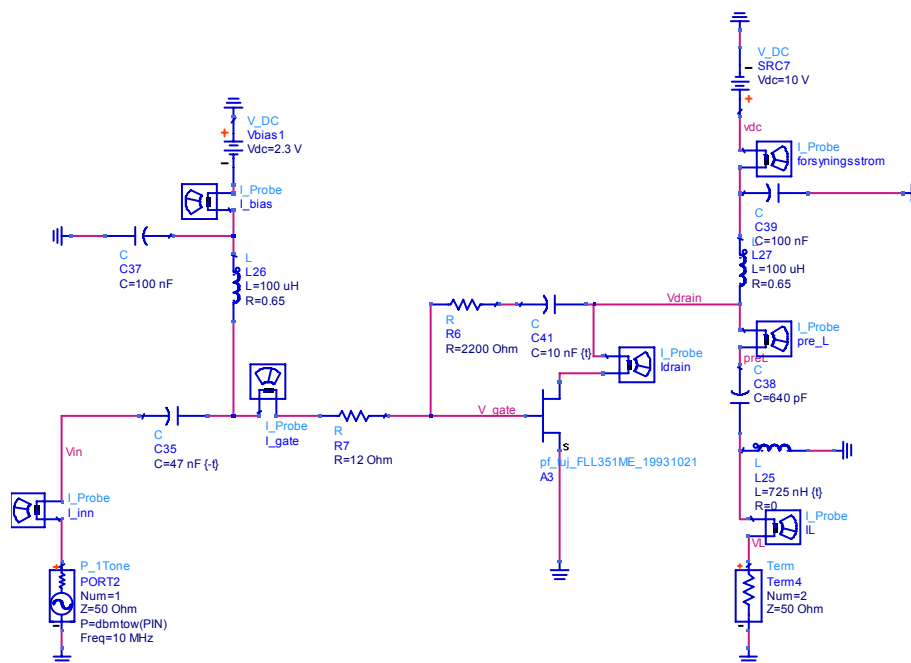 V_DC
SRC7
Vdc=10 V
vdc
I_Probe
forsyningsstrom
C
C39
C=100 nF
L
L27
L=100 uH
R=0.65
V_DC
Vbias1
Vdc=2.3 V
I_Probe
I_bias
C
C37
C=100 nF
L
L26
L=100 uH
R=0.65
Vdrain
R
R6
R=2200 Ohm
C
C41
C=10 nF {t}
I_Probe
Idrain
I_Probe
pre_L
preL
C
C38
C=640 pF
I_Probe
I_gate
V_gate
R
R7
R=12 Ohm
S
pf_fuj_FLL351ME_19931021
A3
Vin
C
C35
C=47 nF {-t}
L
L25
L=725 nH {t}
R=0
I_Probe
I_inn
I_Probe
IL
VL
P_1Tone
PORT2
Num=1
Z=50 Ohm
P=dbmtow(PIN)
Freq=10 MHz
Term
Term4
Num=2
Z=50 Ohm